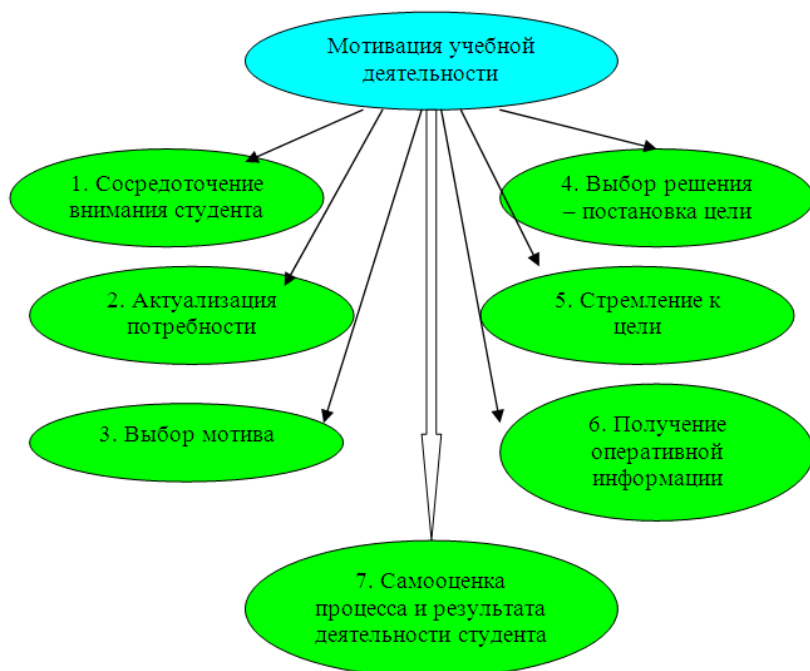 Мотивация учебной
деятельности
1. Сосредоточение
внимания студента
2. Актуализация
потребности
3. Выбор мотива
4. Выбор решения
– постановка цели
5. Стремление к
цели
6. Получение
оперативной
информации
7. Самооценка
процесса и результата
деятельности студента